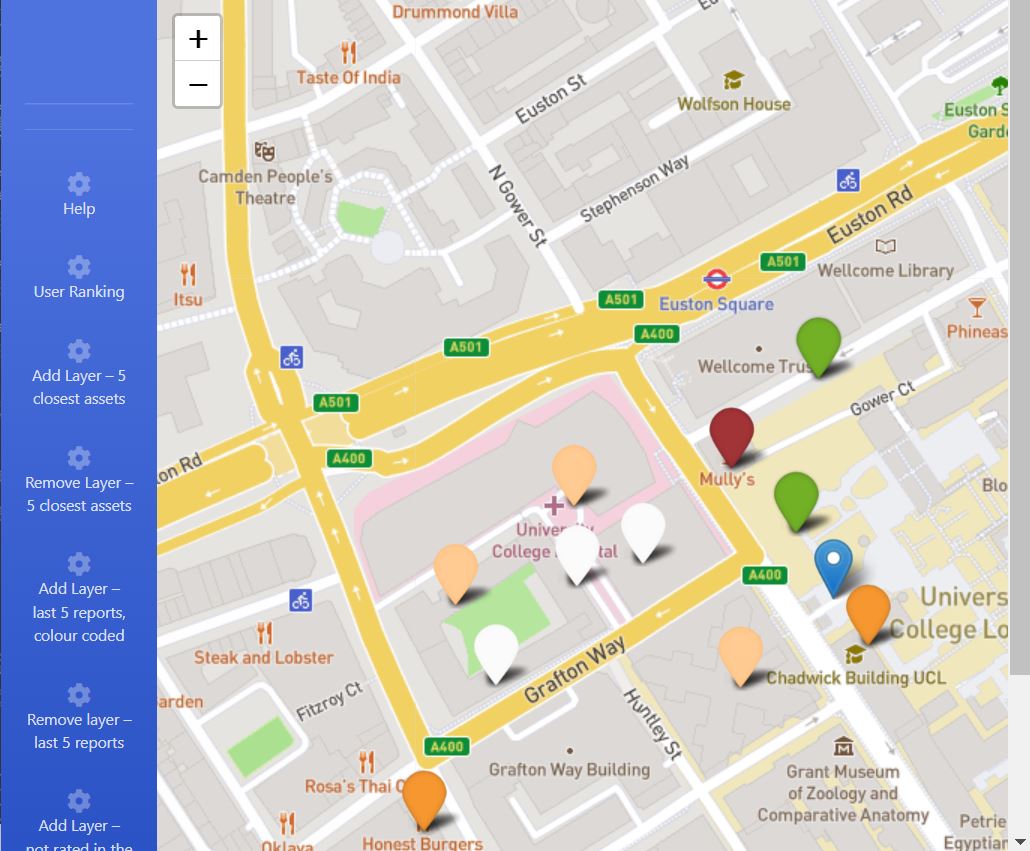 Help
User Ranking
Add Layer – 5
closest assets
Remove Layer –
5 closest assets
Add Layer –
last 5 reports,
colour coded
Remove layer –
last 5 reports
Add Layer –
not rated in the
+
−
Drummond Villa
Taste Of India
Euston St
Wolfson House
Euston S
Garde
Camden People's
Theatre
N Gower St
Stephenson Way
Euston Rd
Itsu
A501
Wellcome Library
A501
Euston Square
Phineas
A400
A501
Wellcome Trus
A501
Gower Ct
A400
on Rd
Mully's
Blo
University
College
tal
A400
Univers
College Lo
Steak and Lobster
Chadwick Building UCL
Grafton Way
arden
Fitzroy Ct
Huntley St
A400
Grafton Way Building
Rosa's Thai C
Grant Museum
of Zoology and
Comparative Anatomy
Oklava
Honest Burgers
Petrie
Egyptian